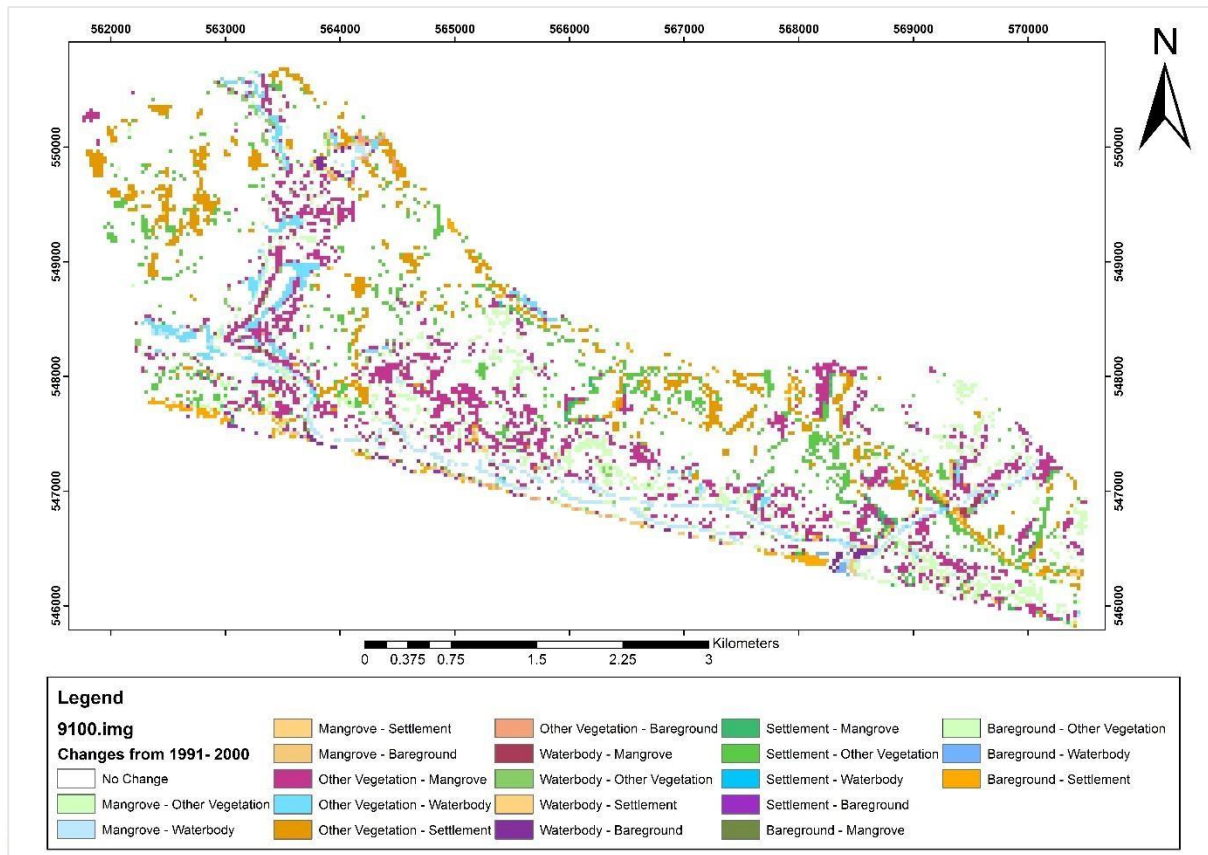 562000 563000 564000 565000 566000 567000 568000 569000 570000
N
550000 550000
549000 549000
548000 548000
547000 547000
546000 546000
Kilometers
0 0.375 0.75 1.5 2.25 3
Legend
9100.img
Changes from 1991- 2000
No Change
Mangrove - Other Vegetation
Mangrove - Waterbody
Mangrove - Settlement
Mangrove - Bareground
Other Vegetation - Mangrove
Other Vegetation - Waterbody
Other Vegetation - Settlement
Other Vegetation - Bareground
Waterbody - Mangrove
Waterbody - Other Vegetation
Waterbody - Settlement
Waterbody - Bareground
Settlement - Mangrove
Settlement - Other Vegetation
Settlement - Waterbody
Settlement - Bareground
Bareground - Mangrove
Bareground - Other Vegetation
Bareground - Waterbody
Bareground - Settlement